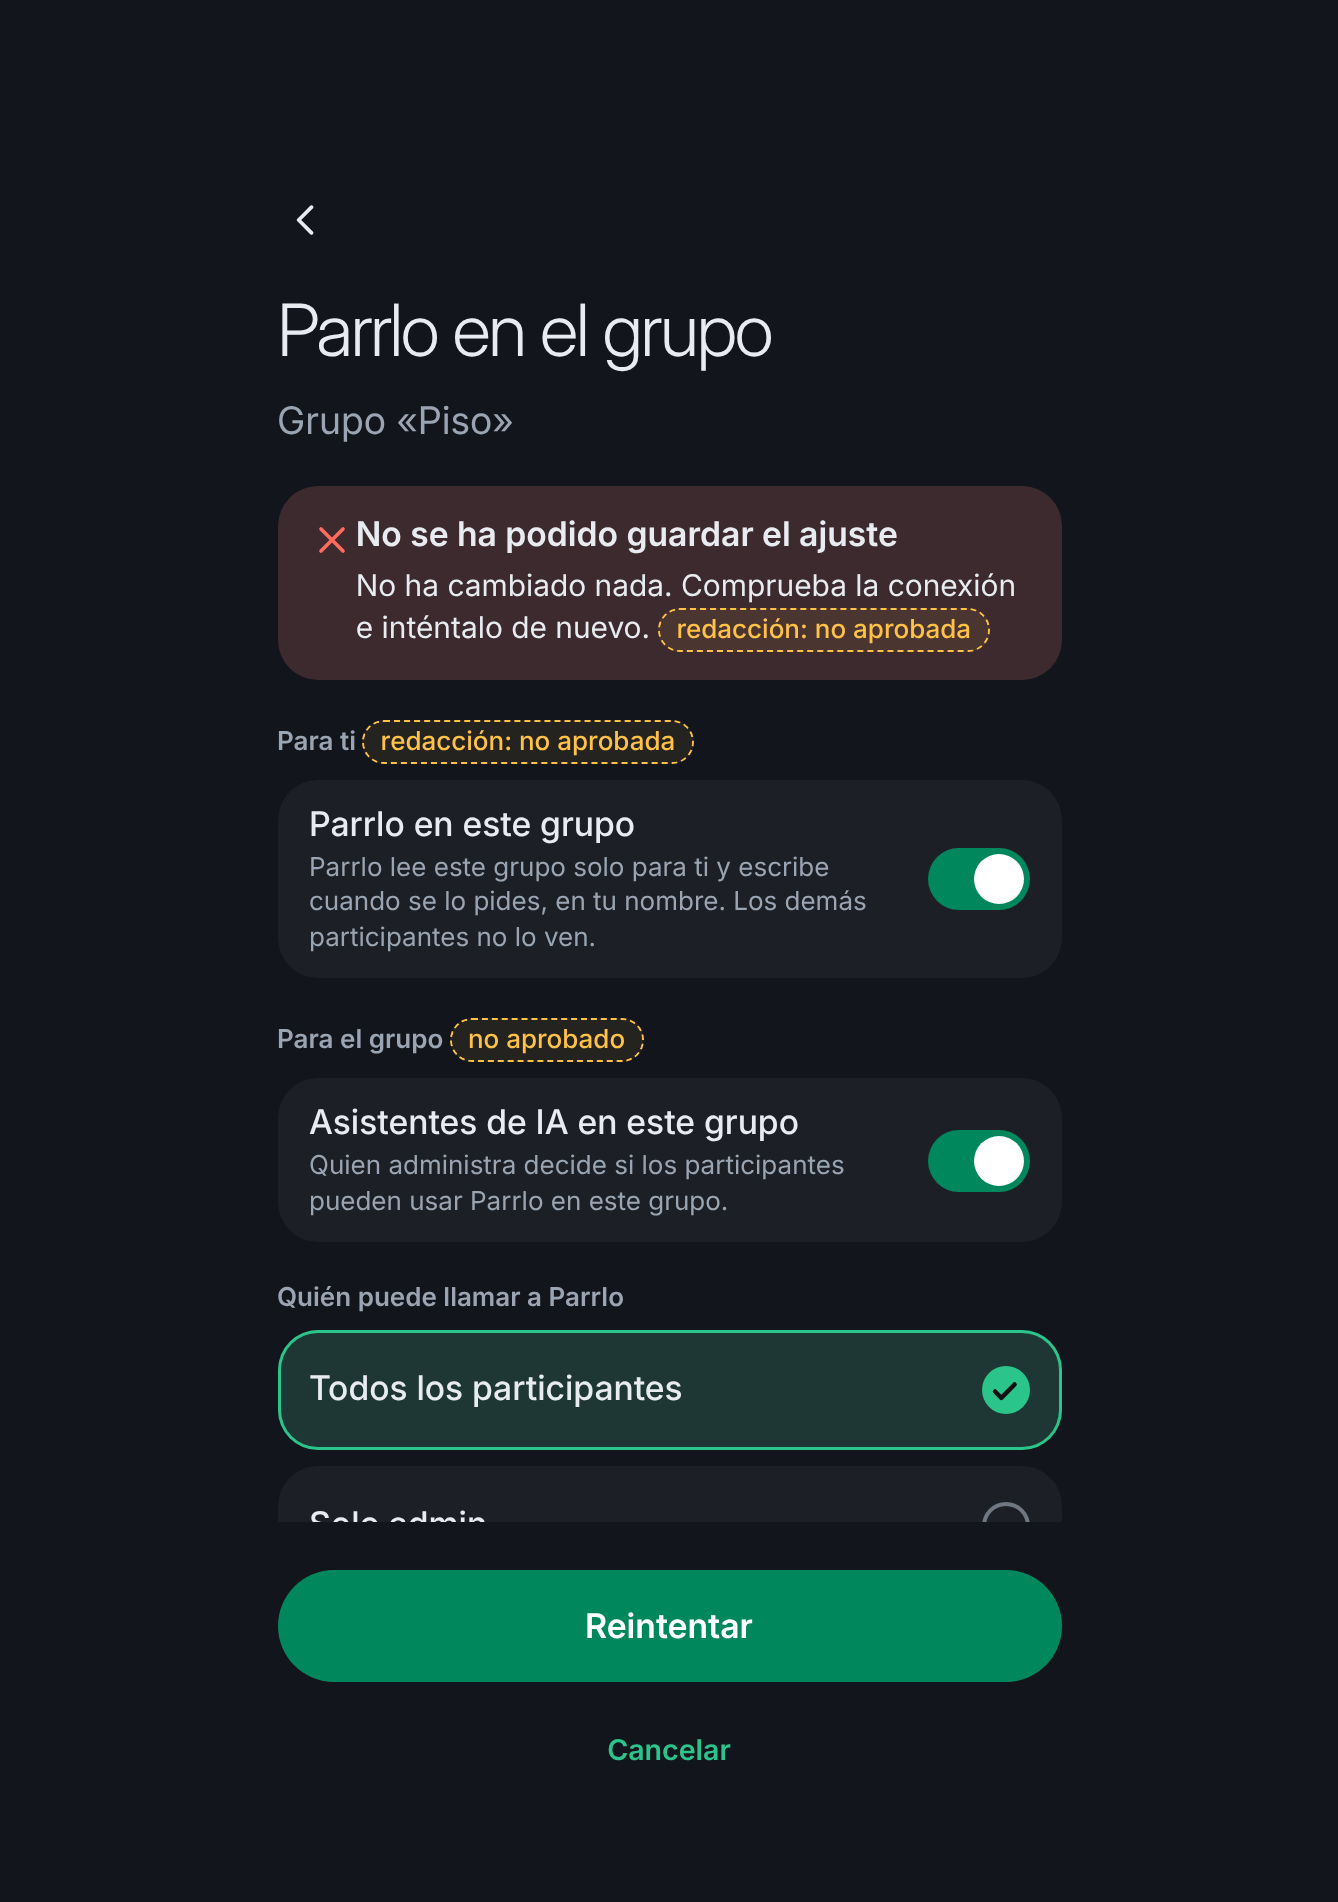 Parrlo en el grupo
Grupo «Piso»
No se ha podido guardar el ajuste
No ha cambiado nada. Comprueba la conexión
e inténtalo de nuevo. redacción: no aprobada
Para ti redacción: no aprobada
Parrlo en este grupo
Parrlo lee este grupo solo para ti y escribe
cuando se lo pides, en tu nombre. Los demás
participantes no lo ven.
Para el grupo no aprobado
Asistentes de IA en este grupo
Quien administra decide si los participantes
pueden usar Parrlo en este grupo.
Quién puede llamar a Parrlo
Todos los participantes
Solo admin
Reintentar
Cancelar